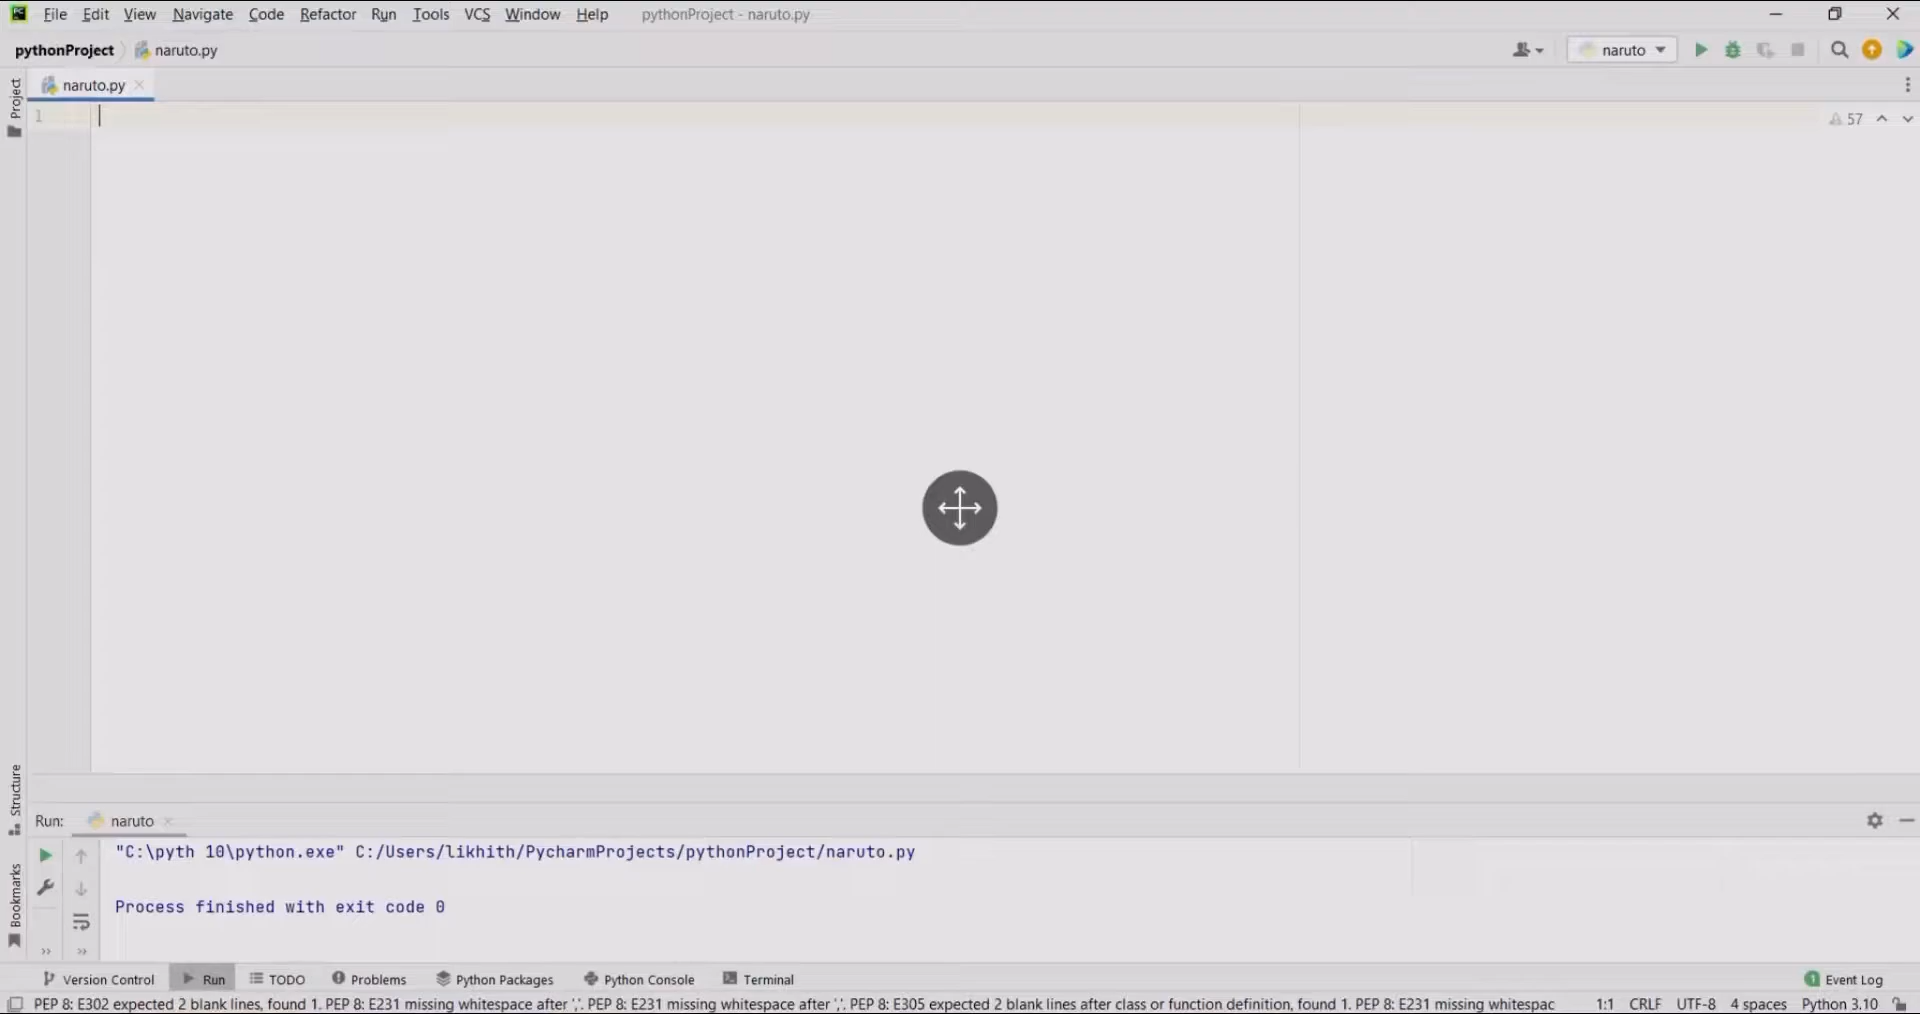 File Edit View Navigate Code Refactor Run Tools VCS Window Help pythonProject - naruto.py
pythonProject naruto.py naruto
Project
naruto.py
1
57
Structure
Bookmarks
Run: naruto
"C:\pyth 10\python.exe" C:/Users/likhith/PycharmProjects/pythonProject/naruto.py
Process finished with exit code 0
Version Control Run TODO Problems Python Packages Python Console Terminal 1 Event Log
PEP 8: E302 expected 2 blank lines, found 1. PEP 8: E231 missing whitespace after ','. PEP 8: E231 missing whitespace after ','. PEP 8: E305 expected 2 blank lines after class or function definition, found 1. PEP 8: E231 missing whitespac 1:1 CRLF UTF-8 4 spaces Python 3.10